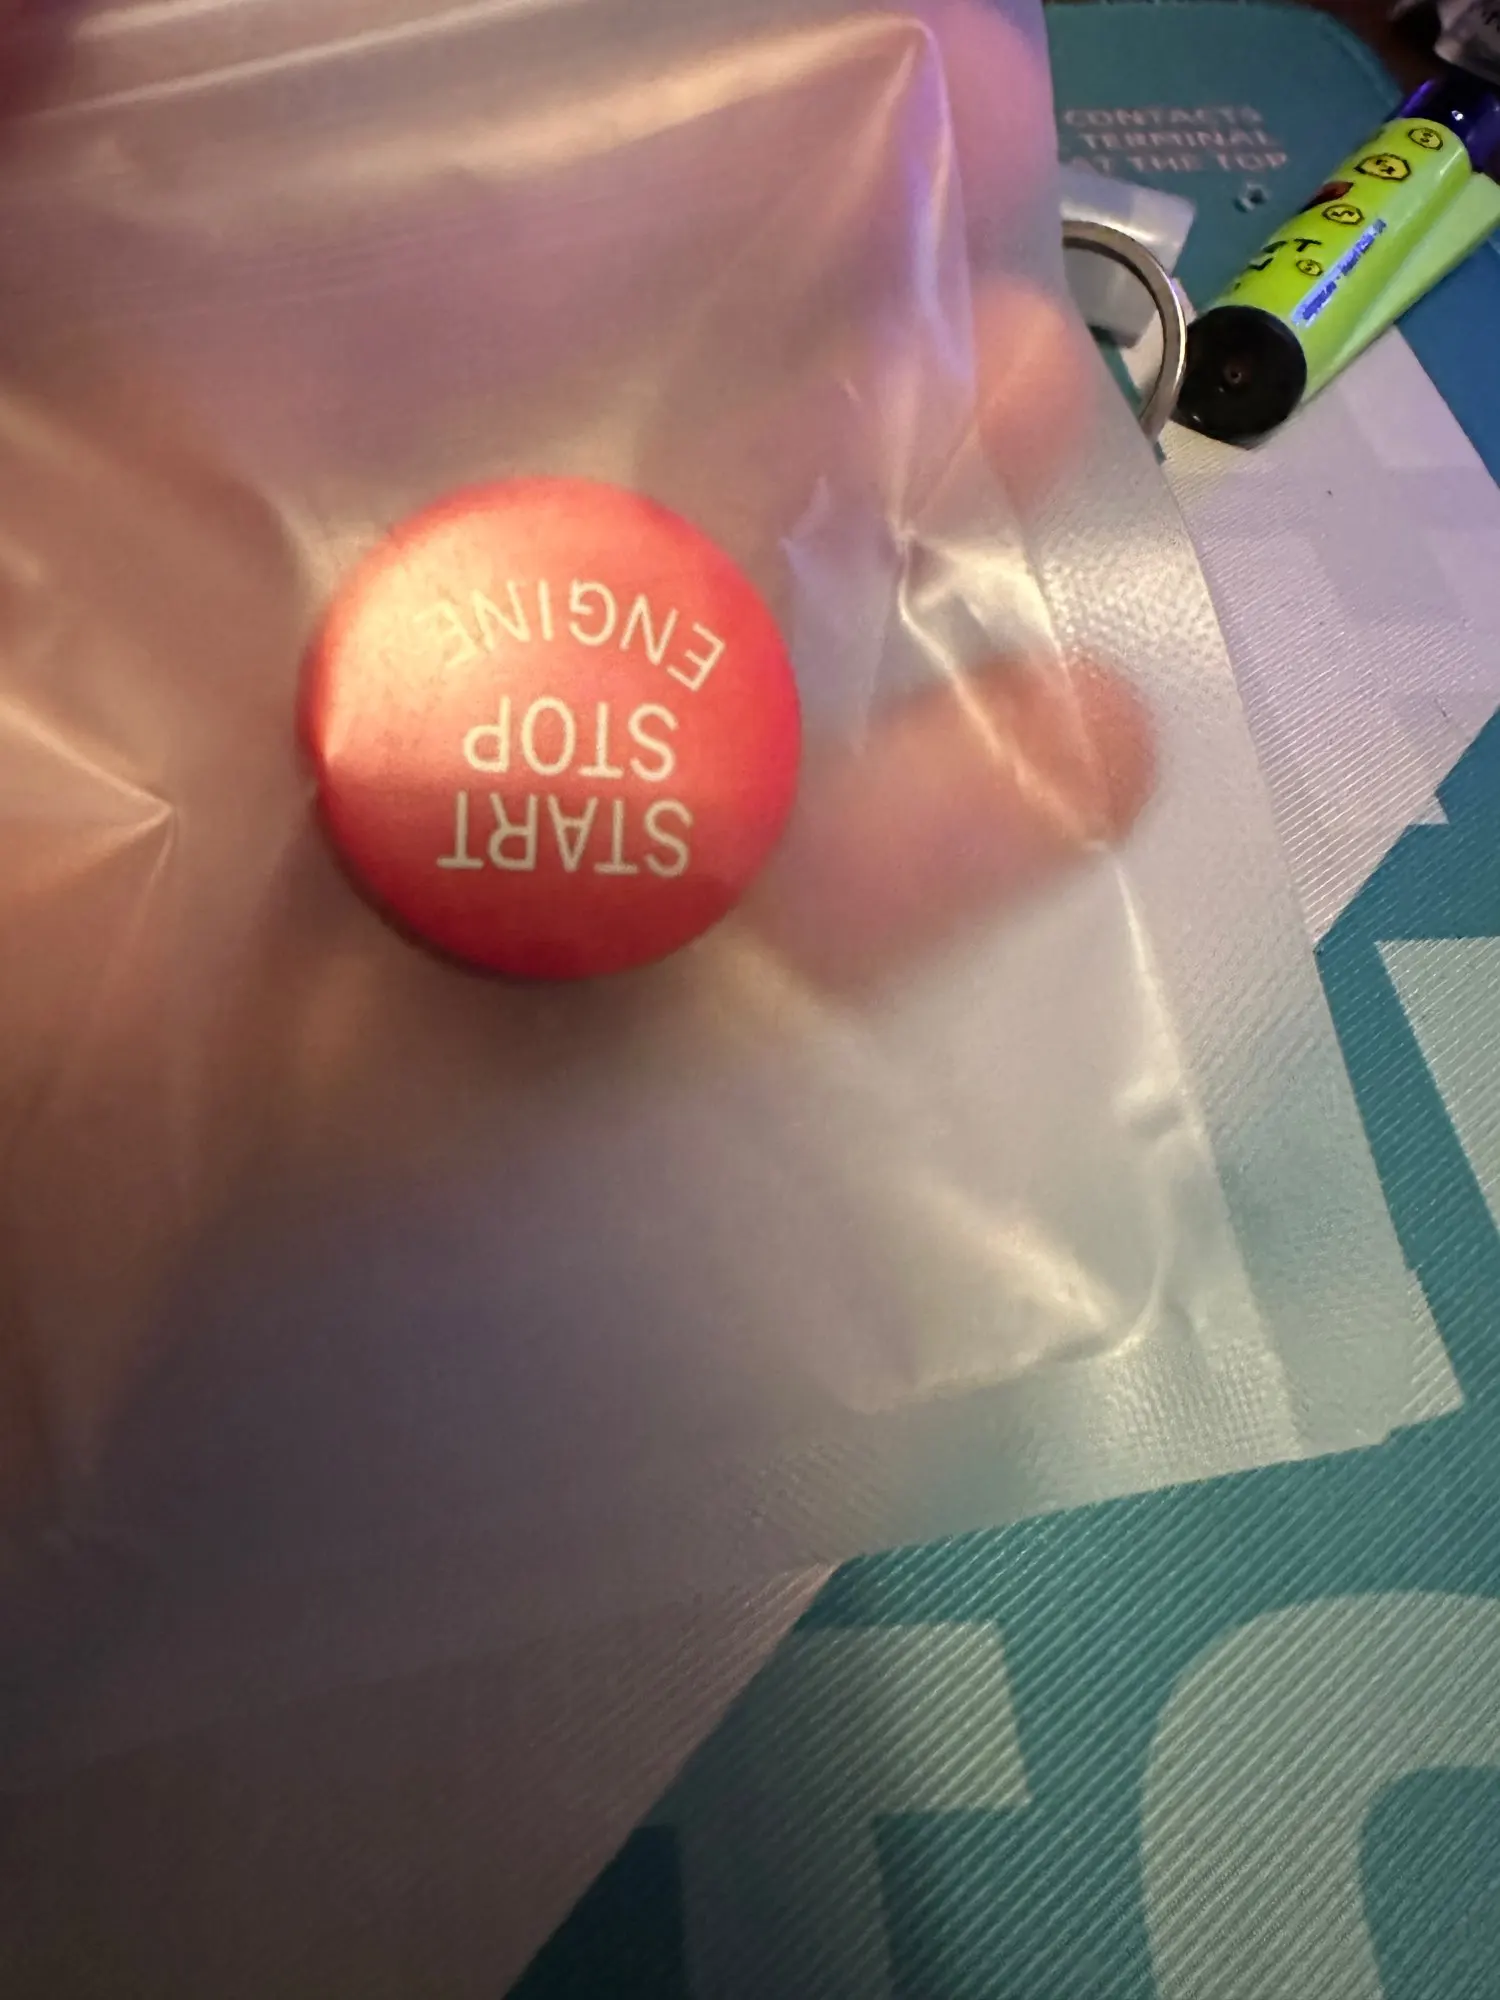 START
STOP
ENGINE
CONTACTS
TERMINAL
AT THE TOP